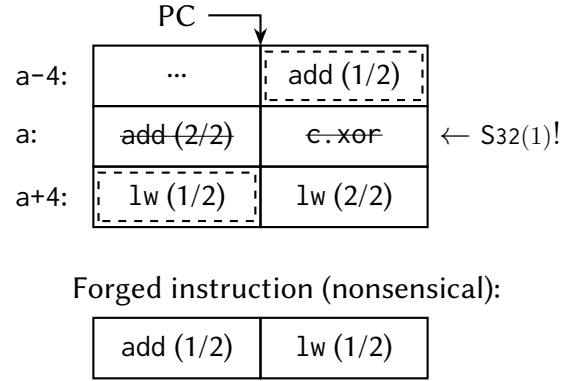 PC
a-4: ... add (1/2)
a: add (2/2) c.xor ← S32(1)!
a+4: lw (1/2) lw (2/2)
Forged instruction (nonsensical):
add (1/2) lw (1/2)